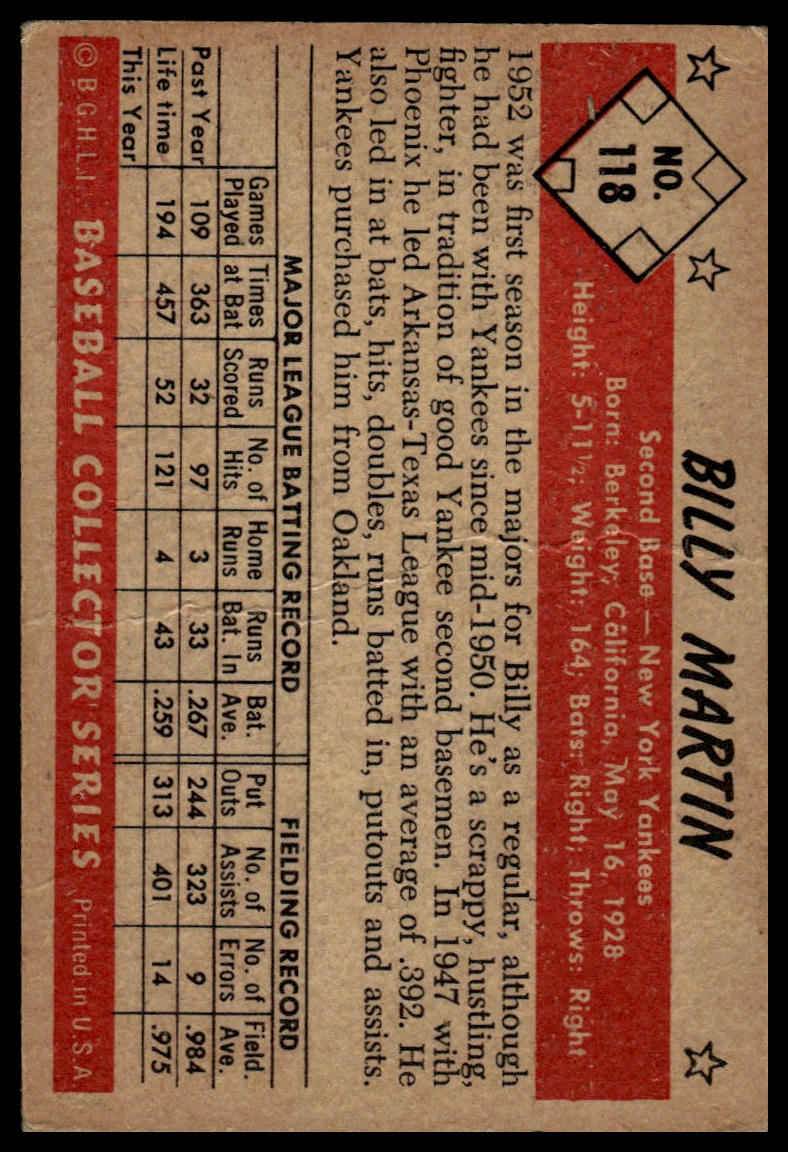 BILLY MARTIN
NO.
118
Second Base — New York Yankees
Born: Berkeley, California, May 16, 1928
Height: 5-11½; Weight: 164; Bats: Right; Throws: Right
1952 was first season in the majors for Billy as a regular, although
he had been with Yankees since mid-1950. He's a scrappy, hustling,
fighter, in tradition of good Yankee second basemen. In 1947 with
Phoenix he led Arkansas-Texas League with an average of .392. He
also led in at bats, hits, doubles, runs batted in, putouts and assists.
Yankees purchased him from Oakland.
MAJOR LEAGUE BATTING RECORD FIELDING RECORD
Games Times Runs No. of Home Runs Bat. Put No. of No. of Field.
Played at Bat Scored Hits Runs Bat. In Ave. Outs Assists Errors Ave.
Past Year 109 363 32 97 3 33 .267 244 323 9 .984
Life time 194 457 52 121 4 43 .259 313 401 14 .975
This Year
© B.G.H.L.I. BASEBALL COLLECTOR SERIES Printed in U.S.A.